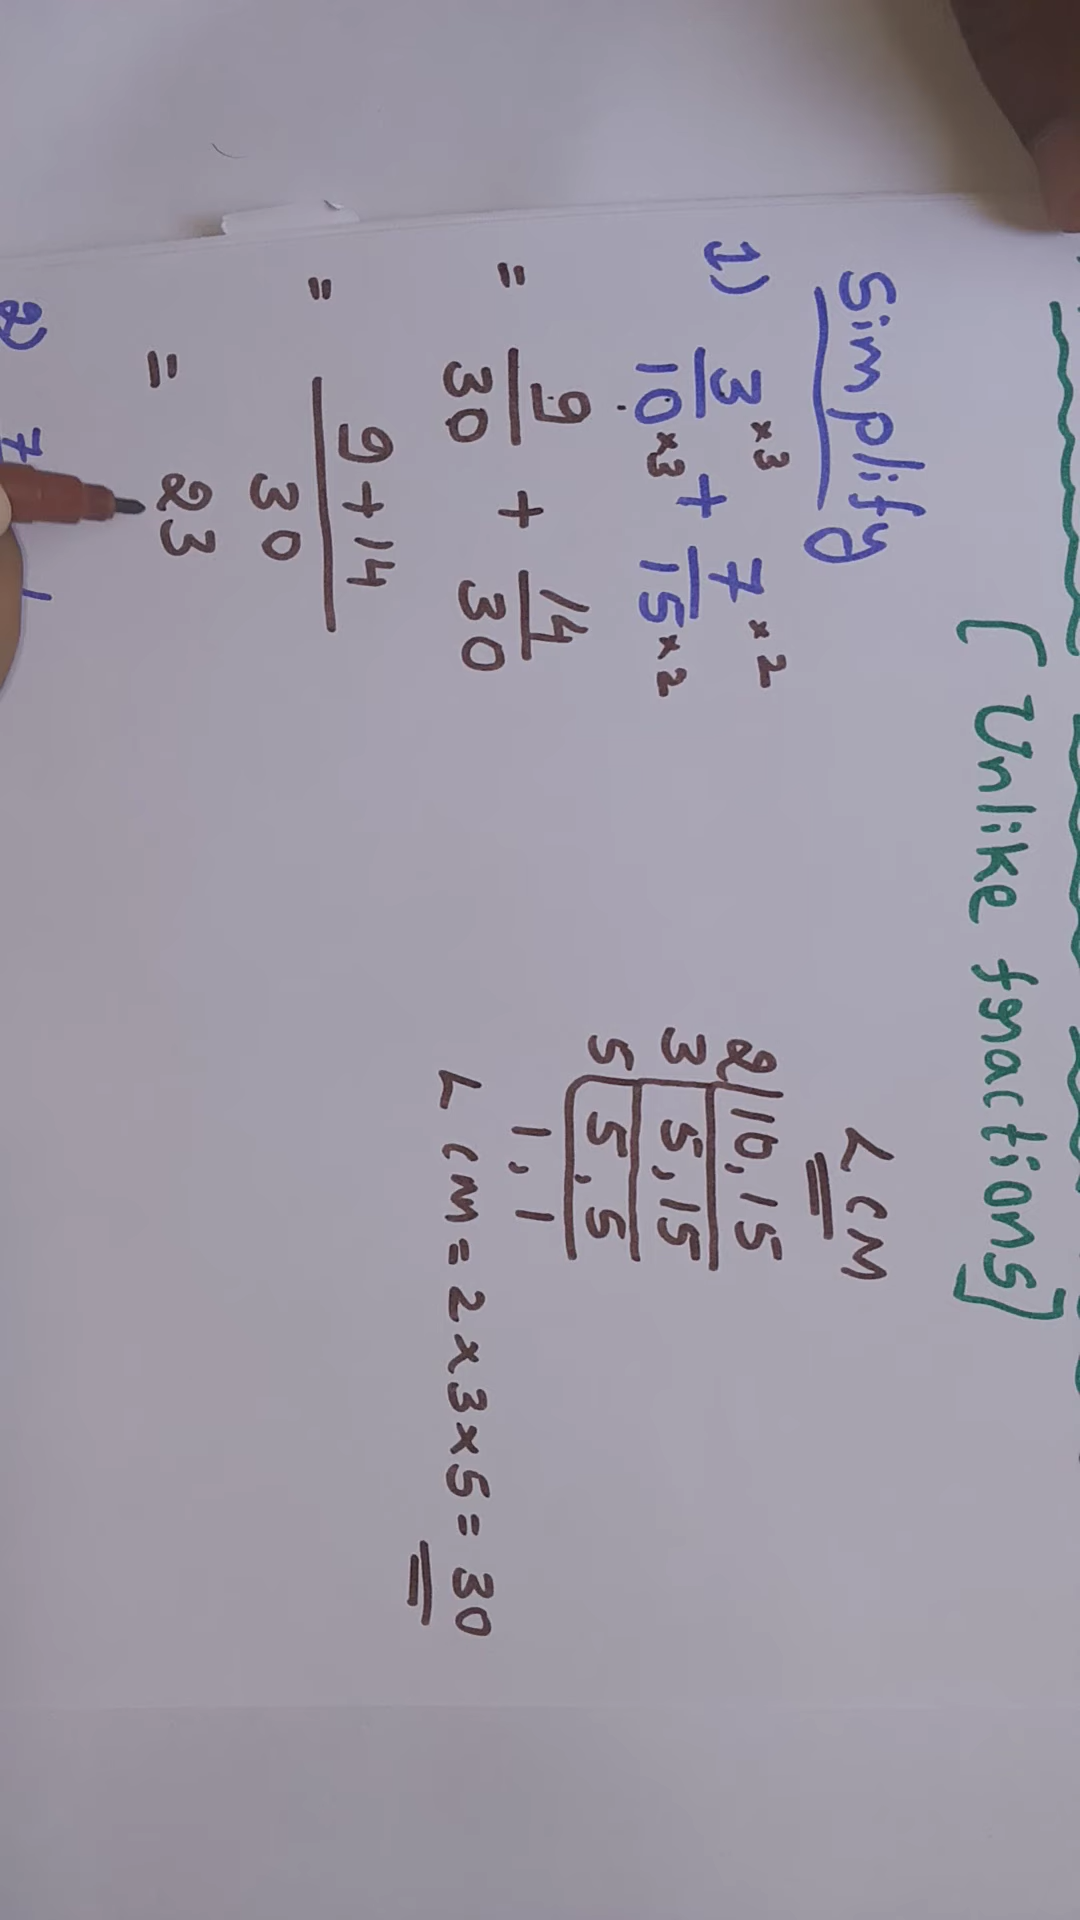 [Unlike fractions]
Simplify
1) 3×3/10×3 + 7×2/15×2
= 9/30 + 14/30
= 9+14/30
= 23
2) 7
LCM
2|10,15
3|5,15
5|5,5
1,1
LCM=2×3×5=30